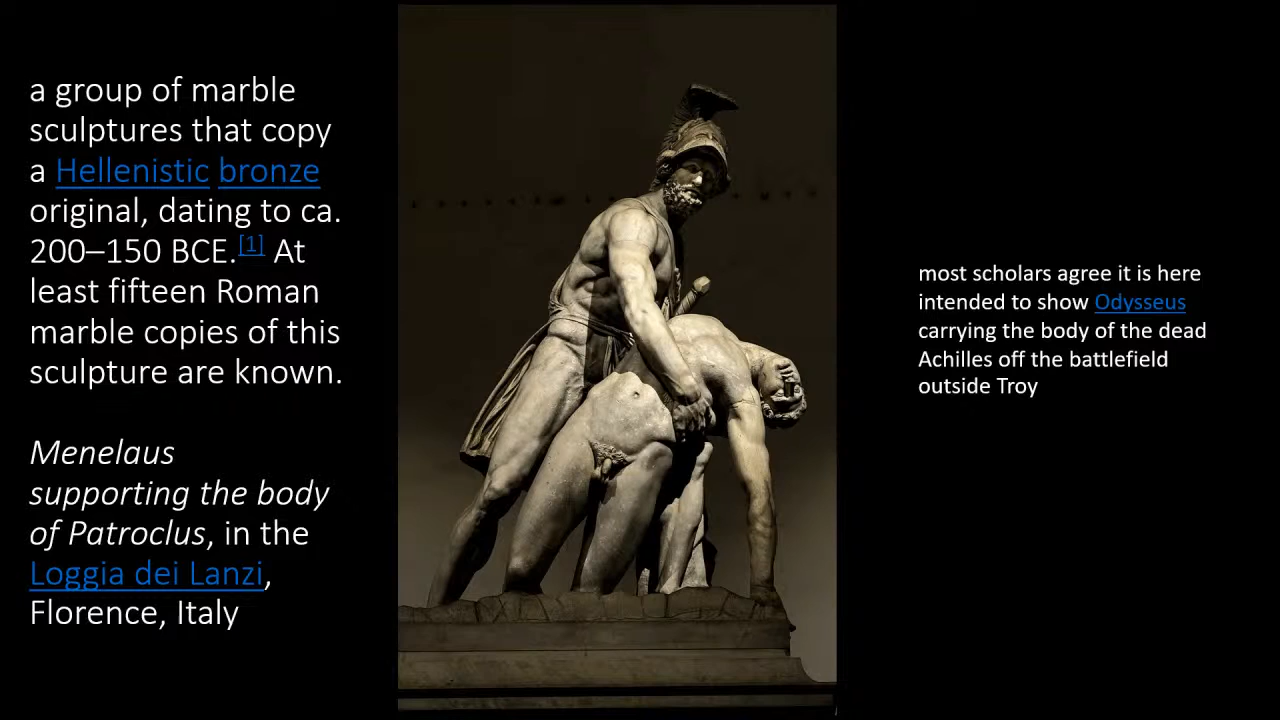 a group of marble
sculptures that copy
a Hellenistic bronze
original, dating to ca.
200–150 BCE.[1] At
least fifteen Roman
marble copies of this
sculpture are known.
Menelaus
supporting the body
of Patroclus, in the
Loggia dei Lanzi,
Florence, Italy
most scholars agree it is here
intended to show Odysseus
carrying the body of the dead
Achilles off the battlefield
outside Troy